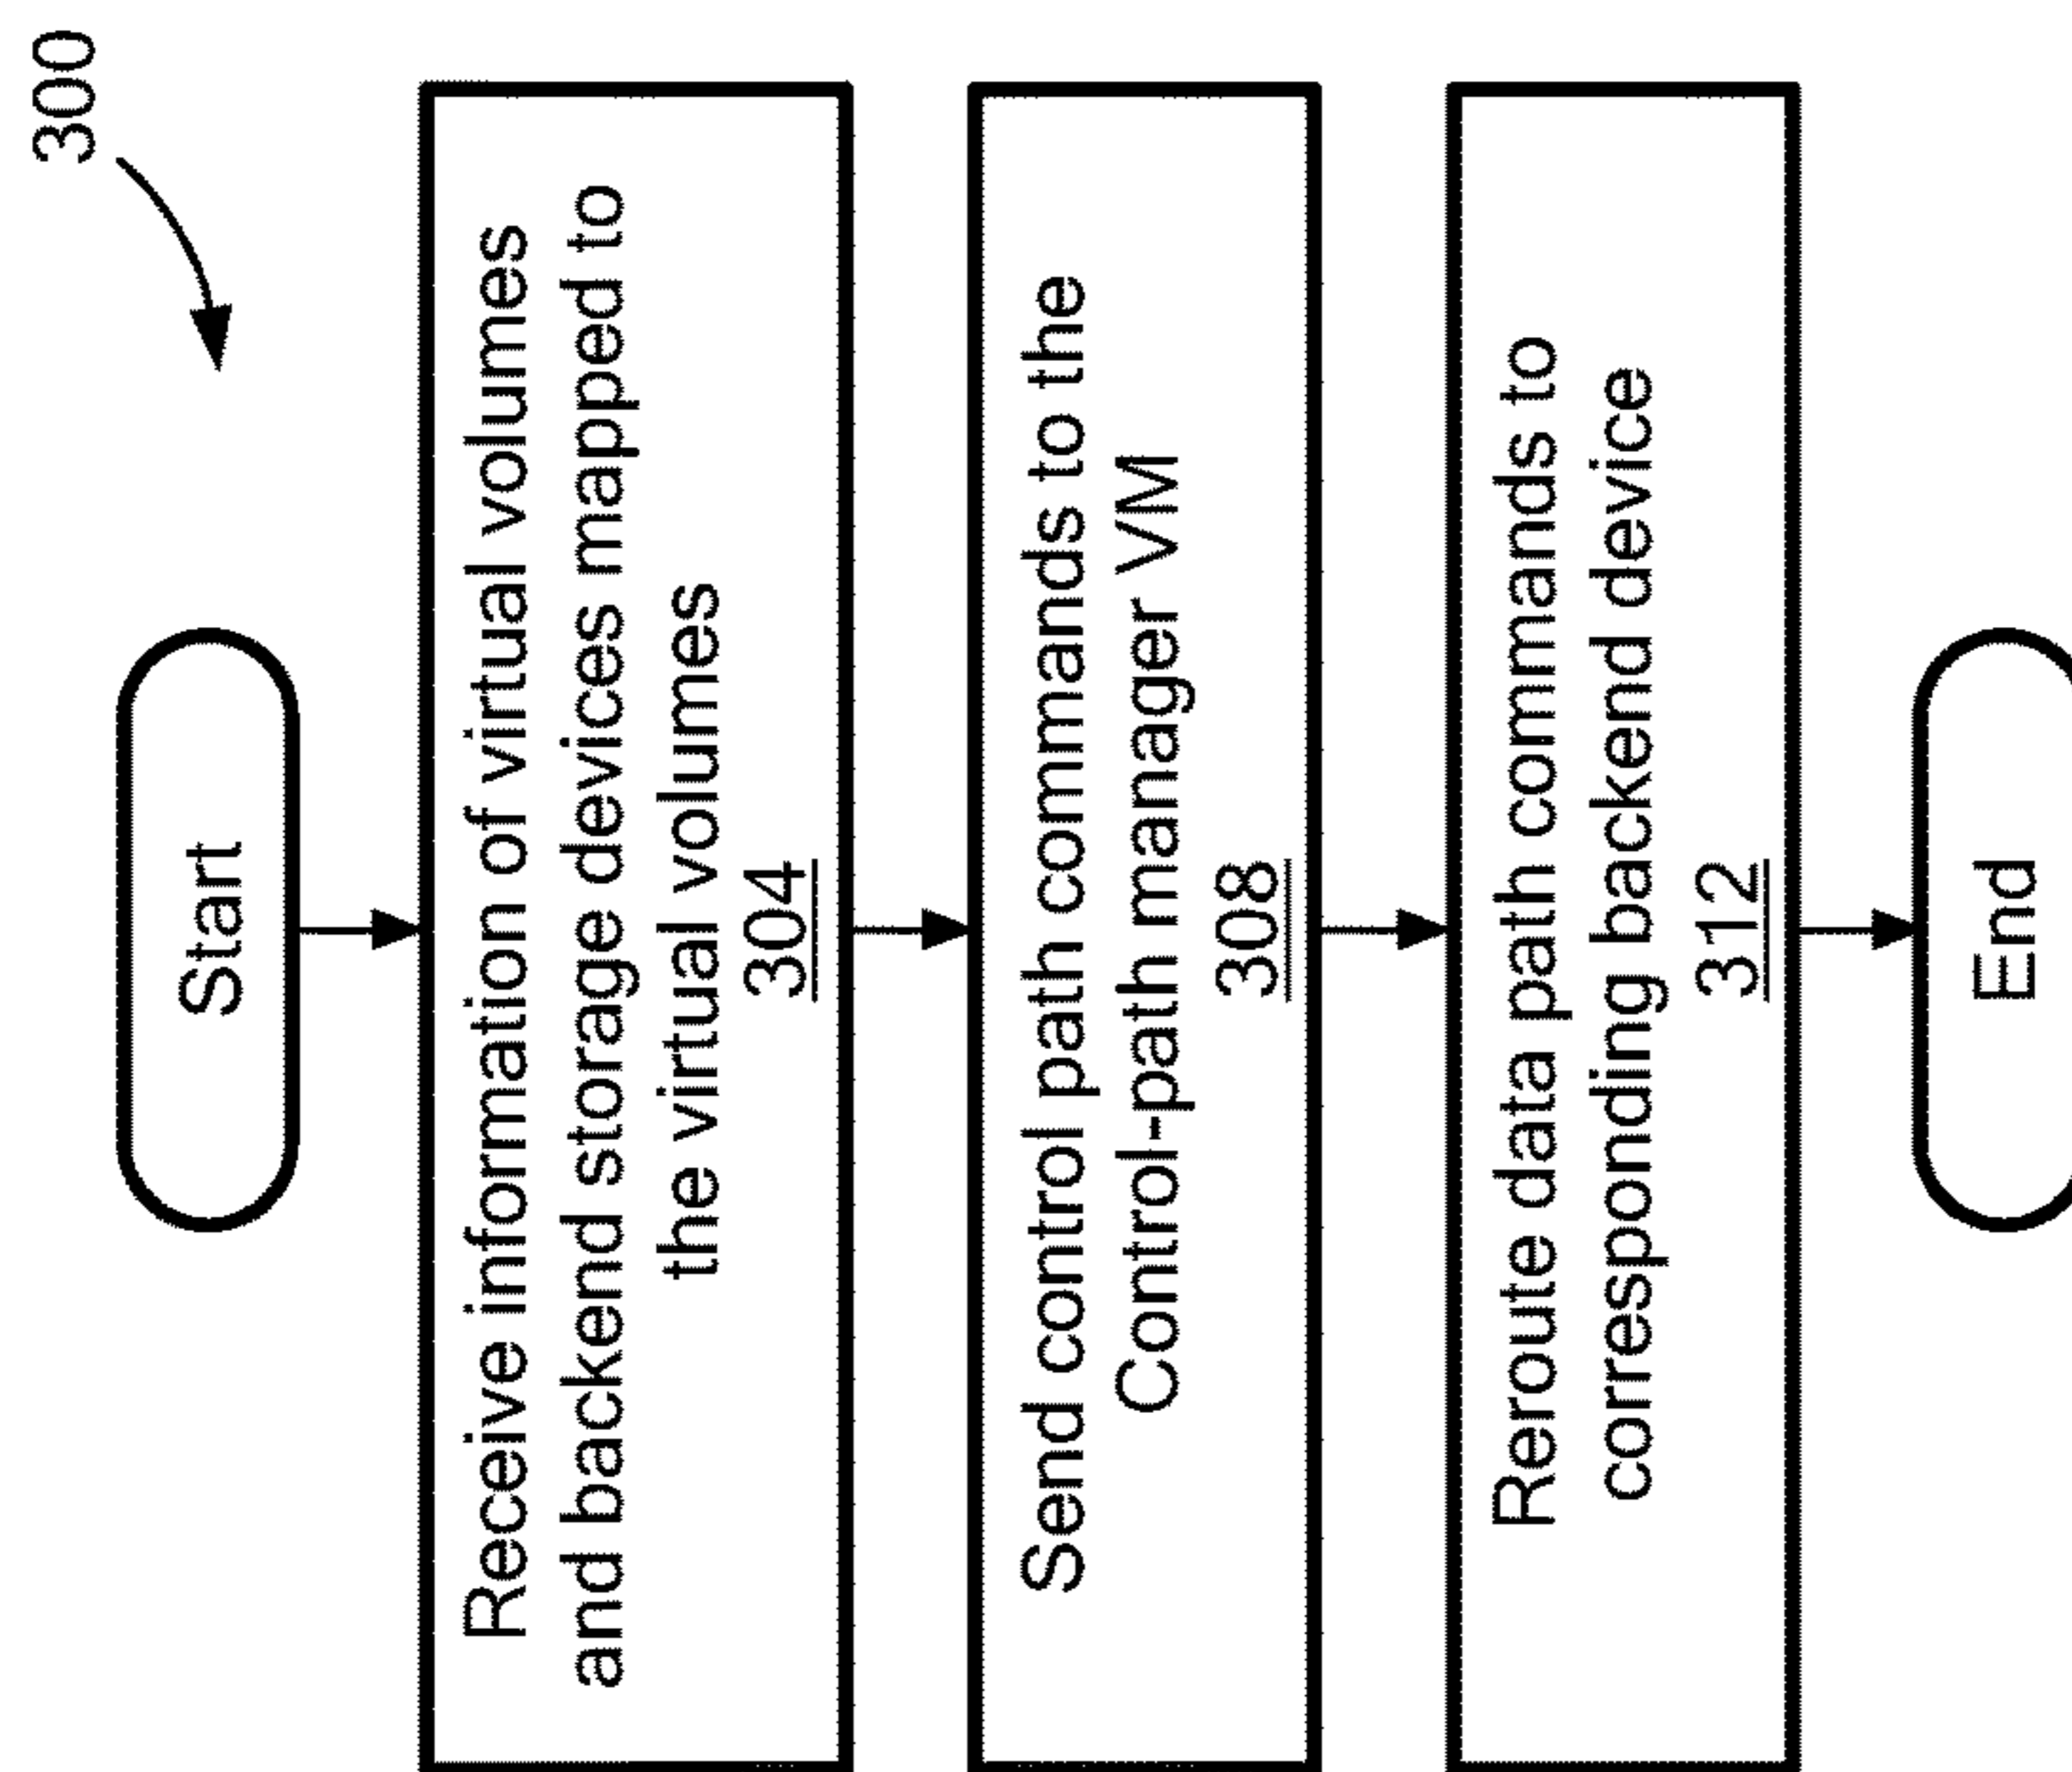 300
Start
Receive information of virtual volumes
and backend storage devices mapped to
the virtual volumes
304
Send control path commands to the
Control-path manager VM
308
Reroute data path commands to
corresponding backend device
312
End